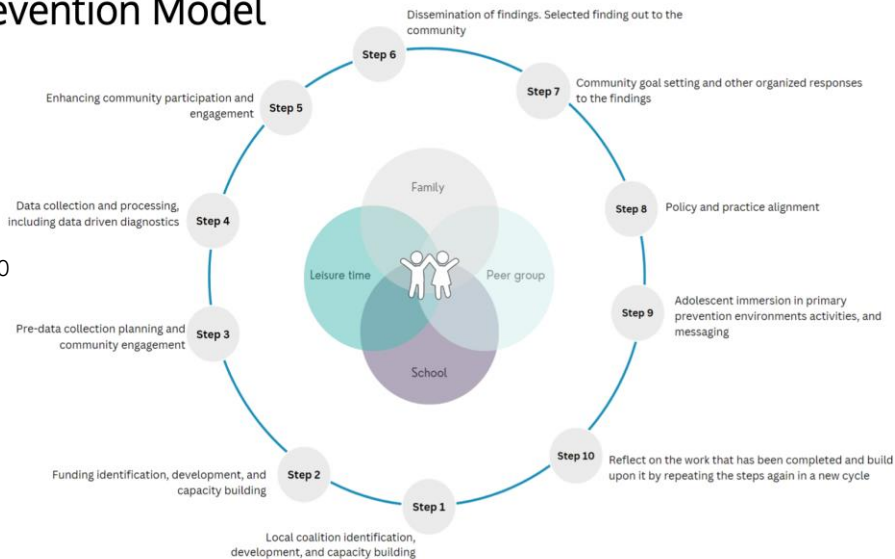 evention Model
Step 1
Local coalition identification,
development, and capacity building
Step 2
Funding identification, development, and
capacity building
Step 3
Pre-data collection planning and
community engagement
0
Step 4
Data collection and processing,
including data driven diagnostics
Step 5
Enhancing community participation and
engagement
Step 6
Dissemination of findings. Selected finding out to the
community
Step 7
Community goal setting and other organized responses
to the findings
Step 8
Policy and practice alignment
Step 9
Adolescent immersion in primary
prevention environments activities, and
messaging
Step 10
Reflect on the work that has been completed and build
upon it by repeating the steps again in a new cycle
Family
Leisure time
Peer group
School